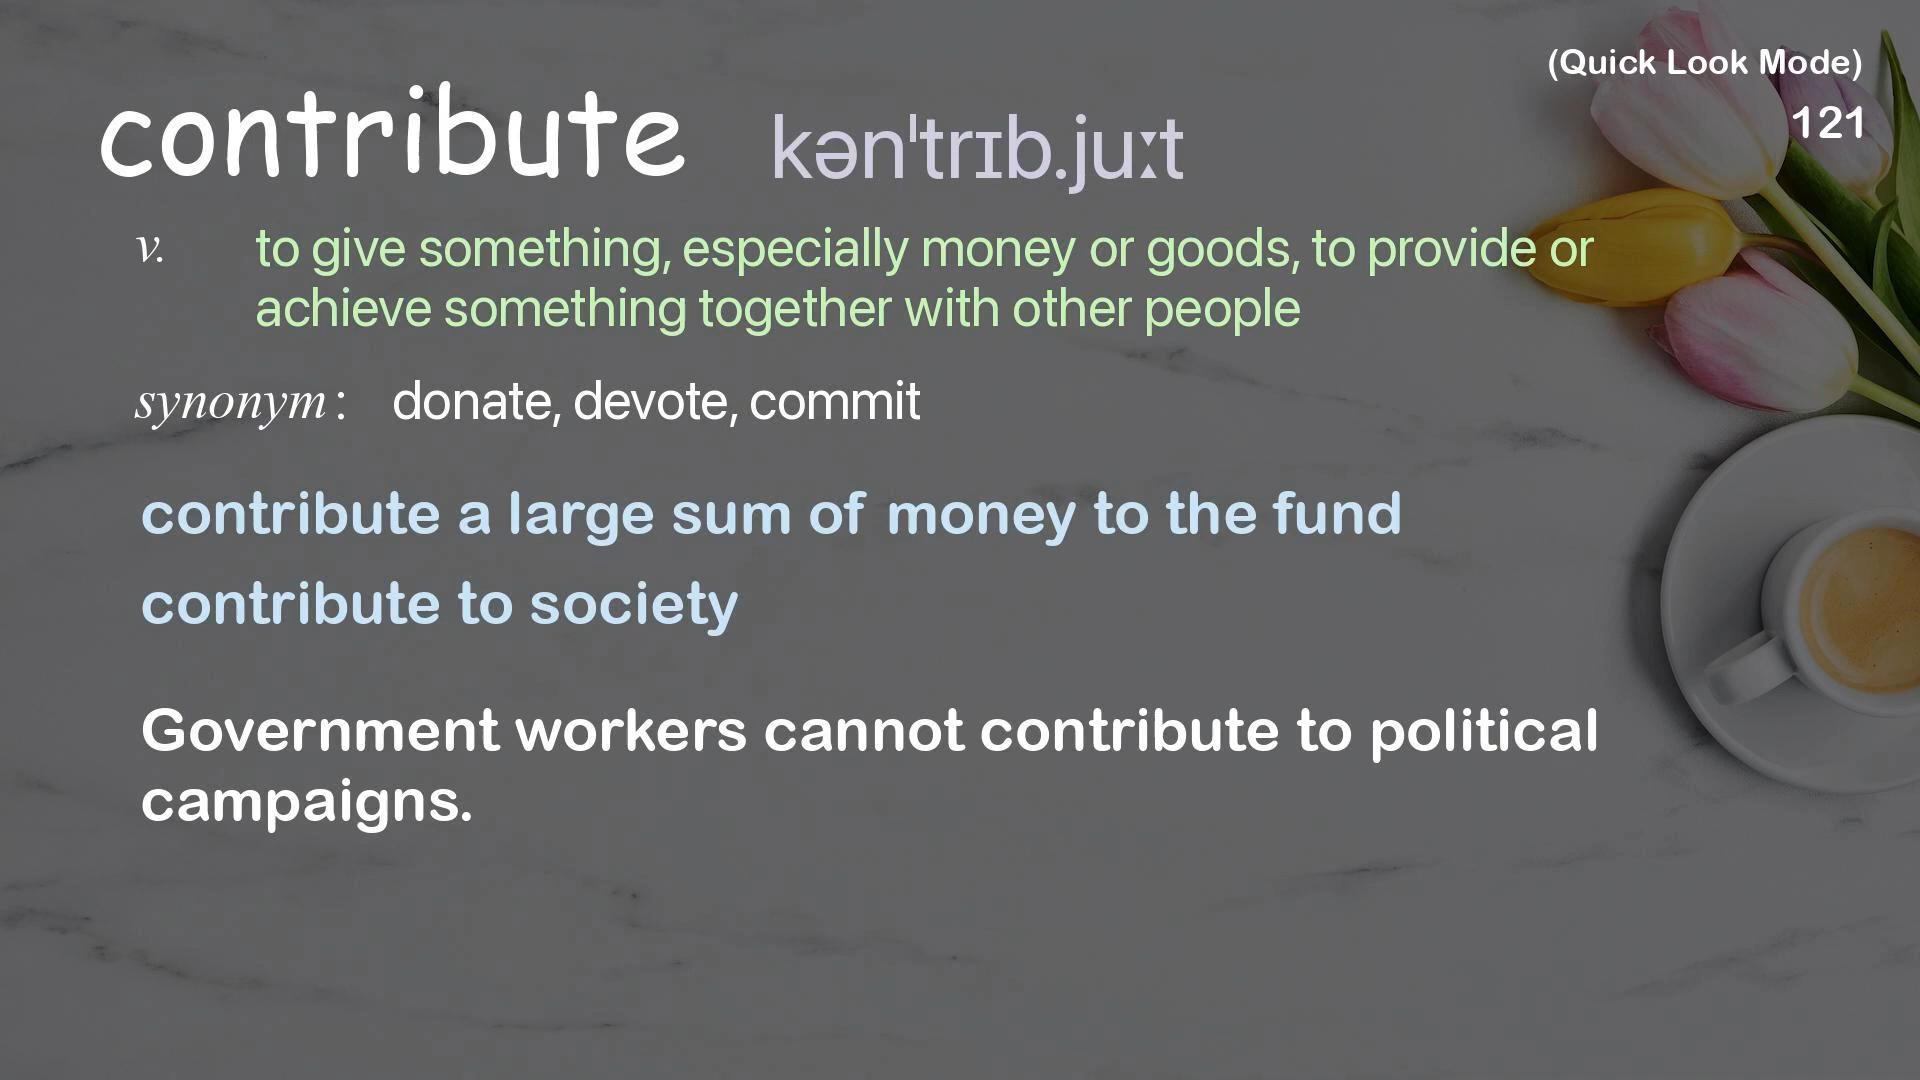 (Quick Look Mode)
121
contribute kənˈtrɪb.juːt
v. to give something, especially money or goods, to provide or
achieve something together with other people
synonym : donate, devote, commit
contribute a large sum of money to the fund
contribute to society
Government workers cannot contribute to political
campaigns.